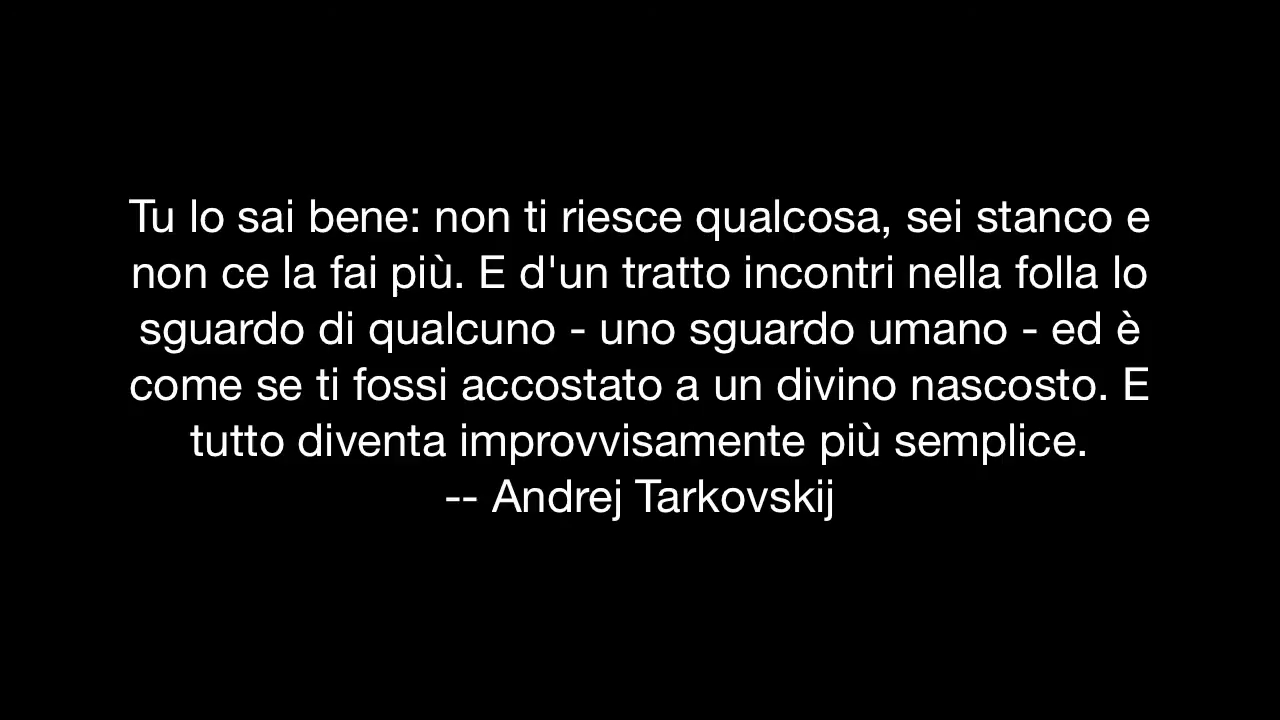 Tu lo sai bene: non ti riesce qualcosa, sei stanco e
non ce la fai più. E d'un tratto incontri nella folla lo
sguardo di qualcuno - uno sguardo umano - ed è
come se ti fossi accostato a un divino nascosto. E
tutto diventa improvvisamente più semplice.
-- Andrej Tarkovskij